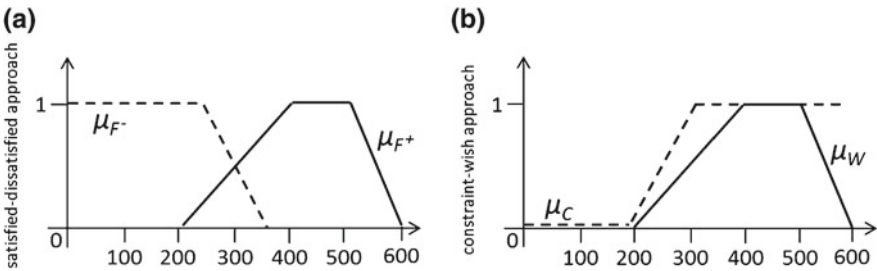 (a)
satisfied-dissatisfied approach
1
μF-
μF+
0
100 200 300 400 500 600
(b)
constraint-wish approach
1
μC
μW
0
100 200 300 400 500 600